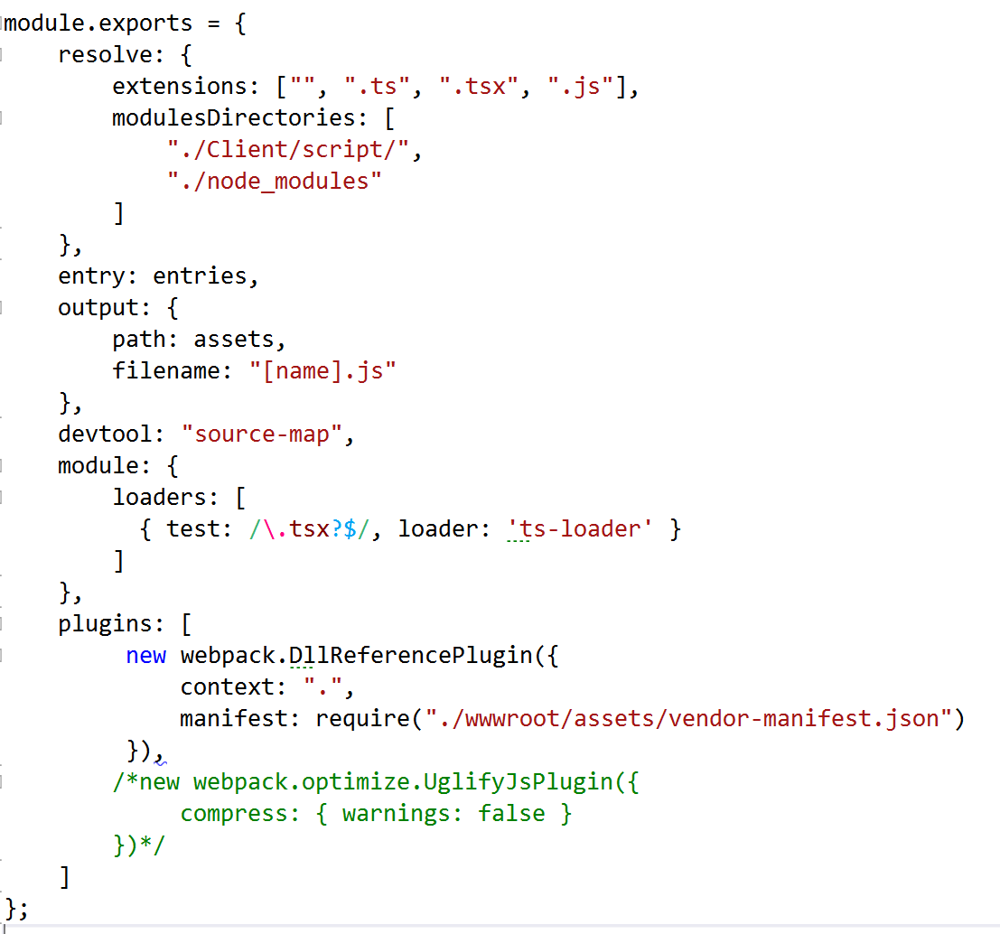 module.exports = {
    resolve: {
        extensions: ["", ".ts", ".tsx", ".js"],
        modulesDirectories: [
            "./Client/script/",
            "./node_modules"
        ]
    },
    entry: entries,
    output: {
        path: assets,
        filename: "[name].js"
    },
    devtool: "source-map",
    module: {
        loaders: [
          { test: /\.tsx?$/, loader: 'ts-loader' }
        ]
    },
    plugins: [
         new webpack.DllReferencePlugin({
             context: ".",
             manifest: require("./wwwroot/assets/vendor-manifest.json")
         }),
        /*new webpack.optimize.UglifyJsPlugin({
             compress: { warnings: false }
        })*/
    ]
};